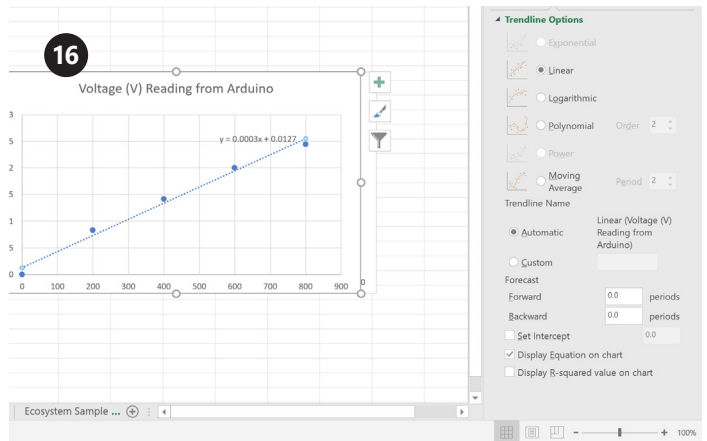 16
Voltage (V) Reading from Arduino
y = 0.0003x + 0.0127
3
5
2
5
1
5
0
0 100 200 300 400 500 600 700 800 900
0
Ecosystem Sample ...
Trendline Options
Exponential
Linear
Logarithmic
Polynomial Order 2
Power
Moving Average Period 2
Trendline Name
Automatic Linear (Voltage (V) Reading from Arduino)
Custom
Forecast
Forward 0.0 periods
Backward 0.0 periods
Set Intercept 0.0
Display Equation on chart
Display R-squared value on chart
100%